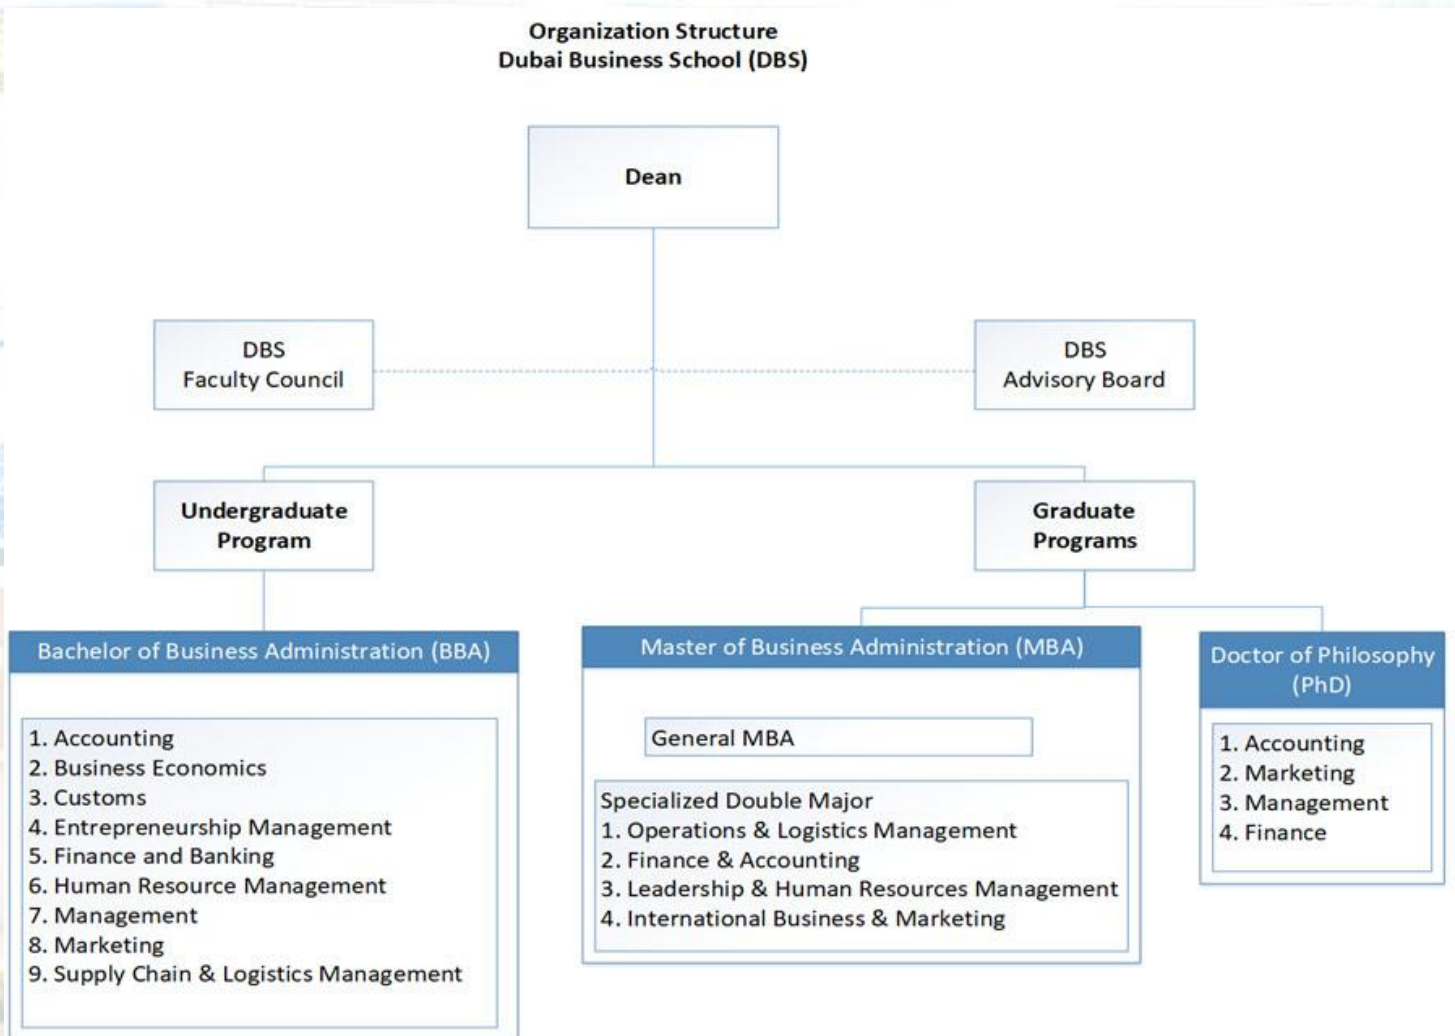 Organization Structure
Dubai Business School (DBS)
Dean
DBS
Faculty Council
DBS
Advisory Board
Undergraduate
Program
Graduate
Programs
Bachelor of Business Administration (BBA)
1. Accounting
2. Business Economics
3. Customs
4. Entrepreneurship Management
5. Finance and Banking
6. Human Resource Management
7. Management
8. Marketing
9. Supply Chain & Logistics Management
Master of Business Administration (MBA)
General MBA
Specialized Double Major
1. Operations & Logistics Management
2. Finance & Accounting
3. Leadership & Human Resources Management
4. International Business & Marketing
Doctor of Philosophy
(PhD)
1. Accounting
2. Marketing
3. Management
4. Finance